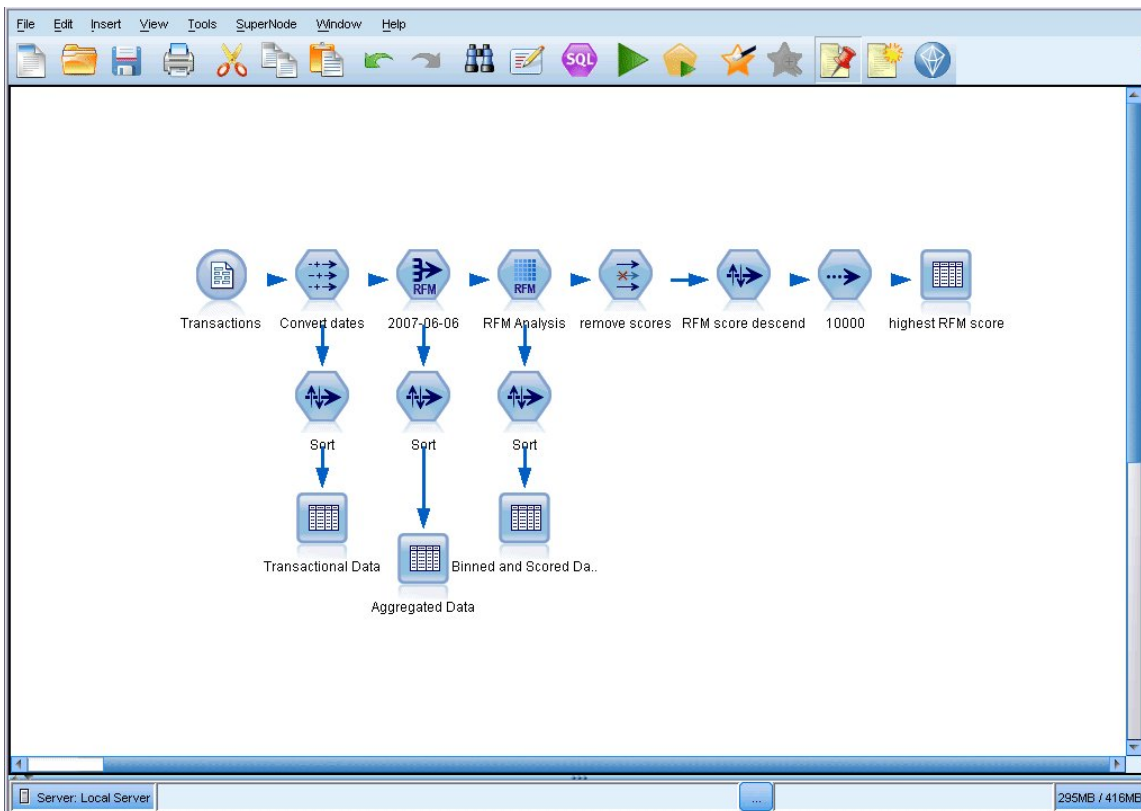 File Edit Insert View Tools SuperNode Window Help
SQL
RFM RFM
Transactions Convert dates 2007-06-06 RFM Analysis remove scores RFM score descend 10000 highest RFM score
Sort Sort Sort
Transactional Data Binned and Scored Da..
Aggregated Data
Server: Local Server ... 295MB / 416MB